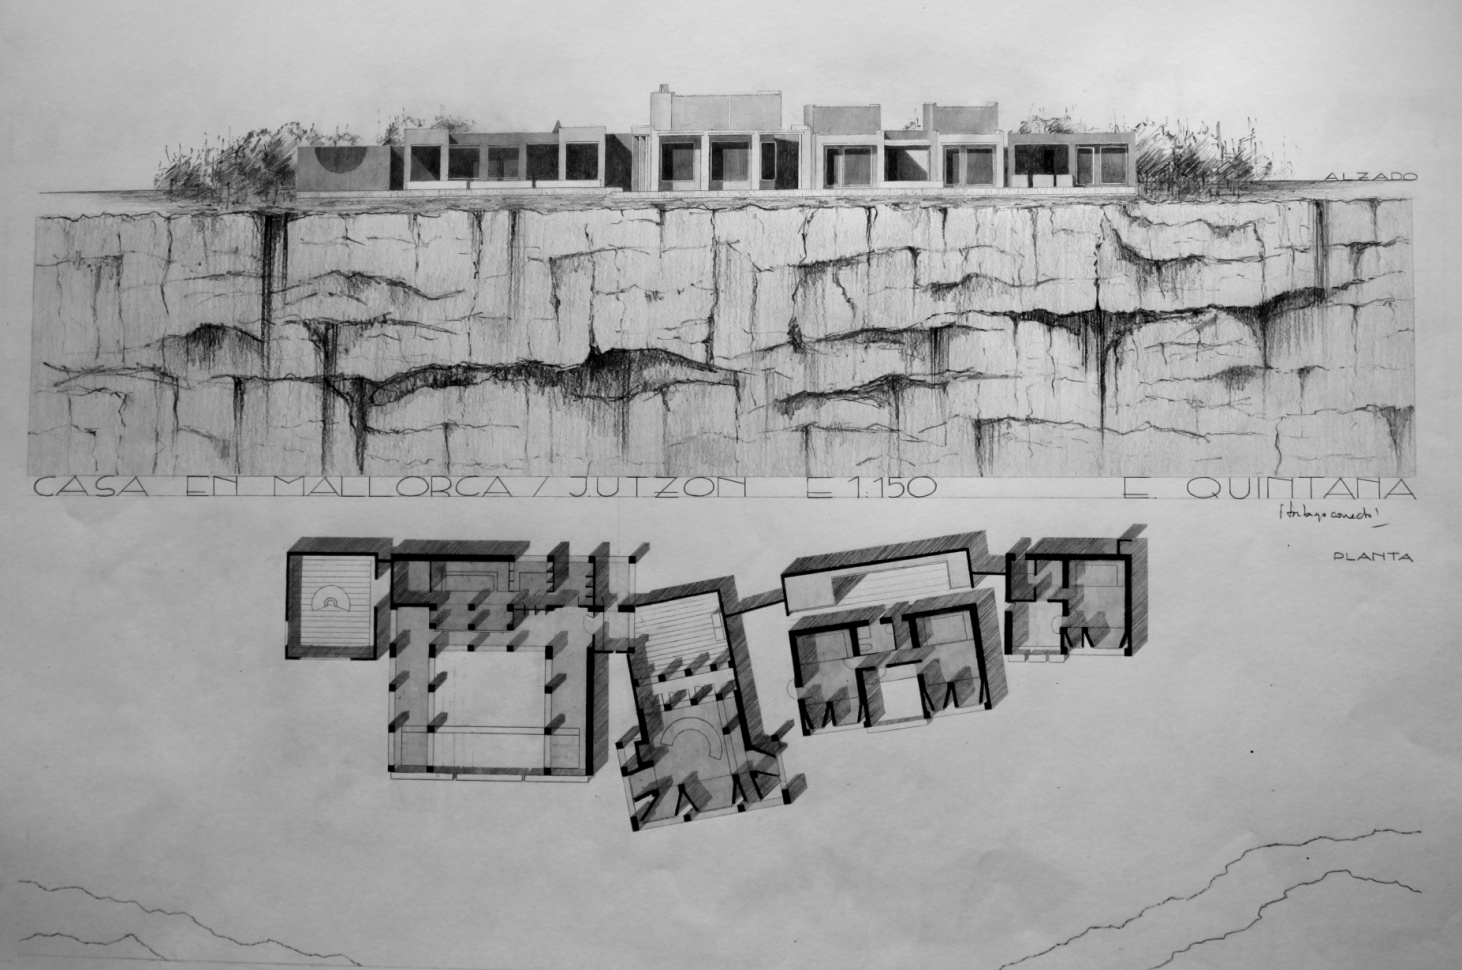 ALZADO
CASA EN MALLORCA / J.UTZON E 1:150 E. QUINTANA
PLANTA